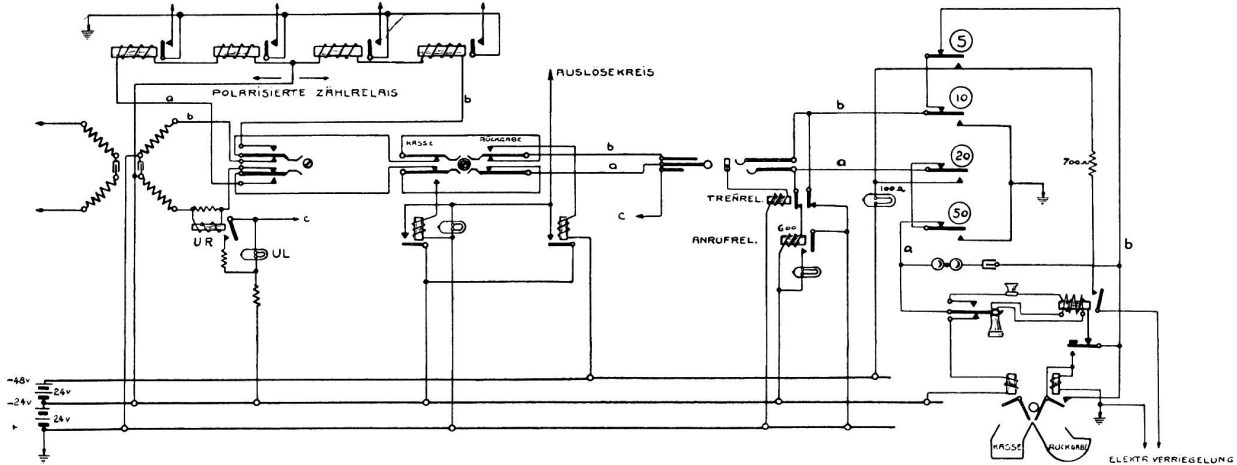 5
AUSLÖSEKREIS
POLARISIERTE ZÄHLRELAIS
a
b
b
10
b
KASSE
RÜCKGABE
b
a
a
20
700Ω
100Ω
TRENREL.
C
C
50
600
ANRUFREL.
UR
UL
a
b
-48V
24V
-24V
24V
+
KASSE
RÜCKGABE
ELEKTR VERRIEGELUNG